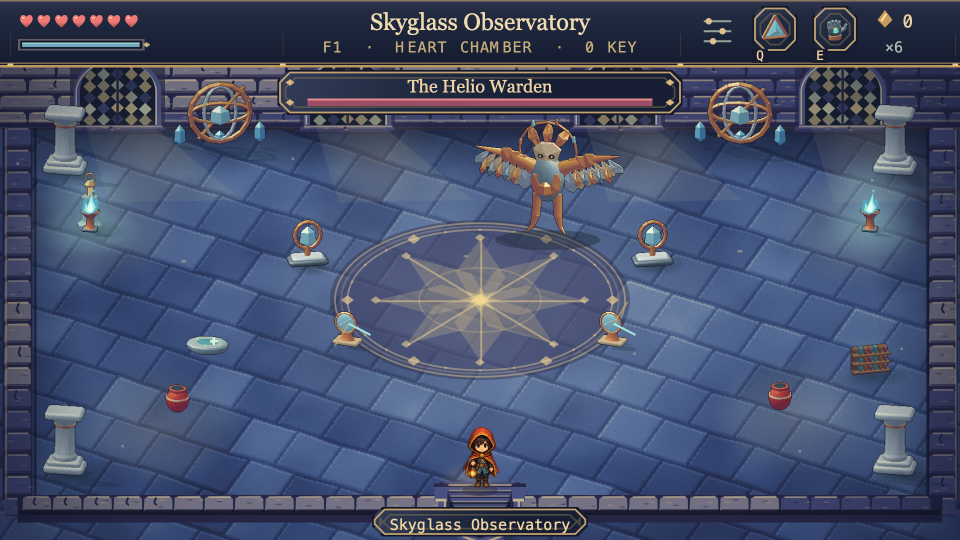 Skyglass Observatory
F1 · HEART CHAMBER · 0 KEY
Q
E
0
×6
The Helio Warden
Skyglass Observatory